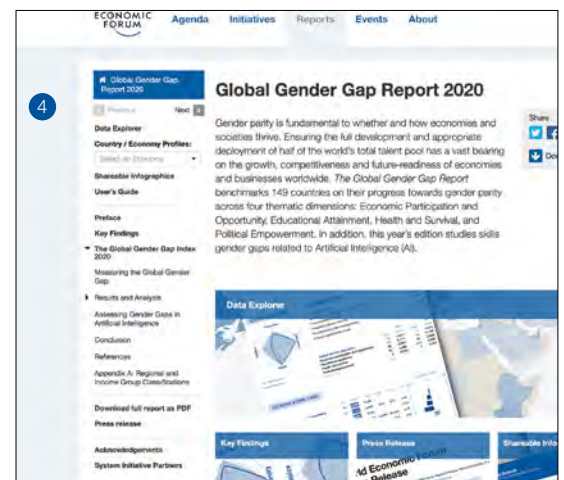 ECONOMIC
FORUM
Agenda Initiatives Reports Events About
4
Global Gender Gap
Report 2020
Previous Next
Data Explorer
Country / Economy Profiles:
Select an Economy
Shareable Infographics
User's Guide
Preface
Key Findings
The Global Gender Gap Index
2020
Measuring the Global Gender
Gap
Results and Analysis
Assessing Gender Gaps in
Artificial Intelligence
Conclusion
References
Appendix A: Regional and
Income Group Classifications
Download full report as PDF
Press release
Acknowledgements
System Initiative Partners
Global Gender Gap Report 2020
Gender parity is fundamental to whether and how economies and
societies thrive. Ensuring the full development and appropriate
deployment of half of the world's total talent pool has a vast bearing
on the growth, competitiveness and future-readiness of economies
and businesses worldwide. The Global Gender Gap Report
benchmarks 149 countries on their progress towards gender parity
across four thematic dimensions: Economic Participation and
Opportunity, Educational Attainment, Health and Survival, and
Political Empowerment. In addition, this year's edition studies skills
gender gaps related to Artificial Intelligence (AI).
Share
Data Explorer
Key Findings
Press Release
Shareable Info